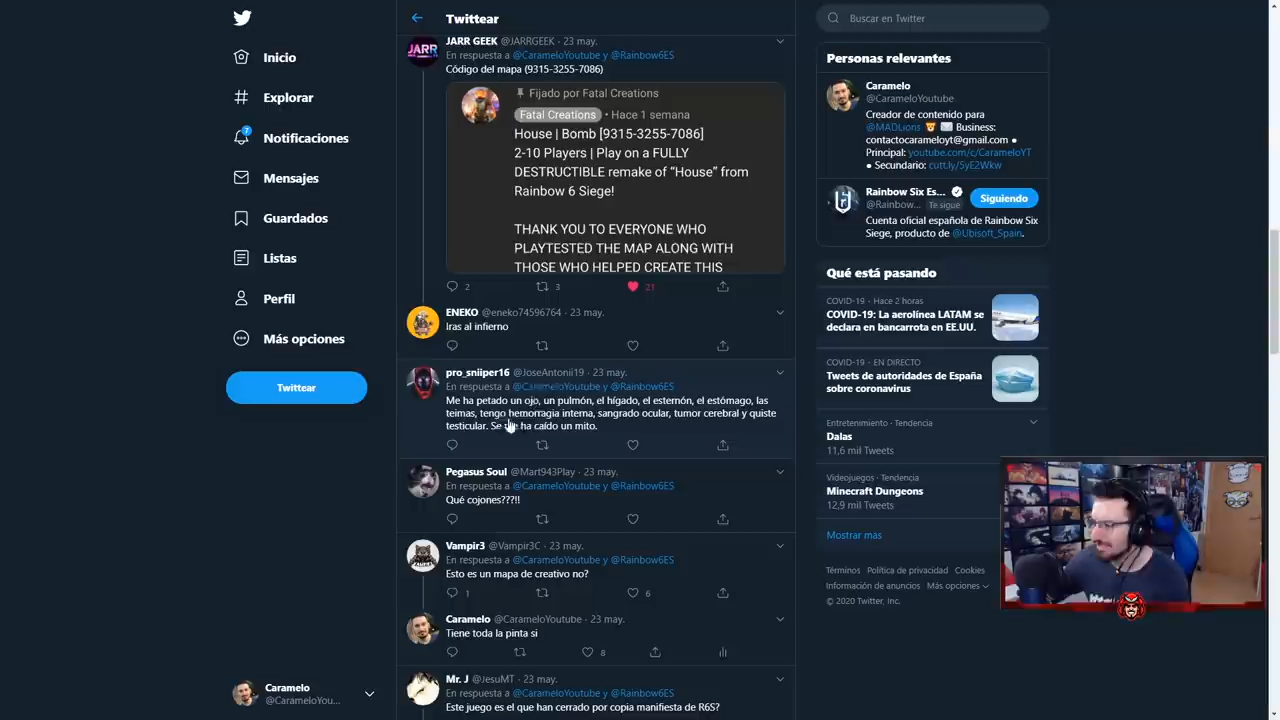 Twittear
Buscar en Twitter
Inicio
Explorar
7
Notificaciones
Mensajes
Guardados
Listas
Perfil
Más opciones
Twittear
Caramelo
@CarameloYou...
JARR
JARR GEEK @JARRGEEK · 23 may.
En respuesta a @CarameloYoutube y @Rainbow6ES
Código del mapa (9315-3255-7086)
Fijado por Fatal Creations
Fatal Creations • Hace 1 semana
House | Bomb [9315-3255-7086]
2-10 Players | Play on a FULLY
DESTRUCTIBLE remake of "House" from
Rainbow 6 Siege!
THANK YOU TO EVERYONE WHO
PLAYTESTED THE MAP ALONG WITH
THOSE WHO HELPED CREATE THIS
2 3 21
ENEKO @eneko74596764 · 23 may.
Iras al infierno
pro_sniiper16 @JoseAntonii19 · 23 may.
En respuesta a @CarameloYoutube y @Rainbow6ES
Me ha petado un ojo, un pulmón, el hígado, el esternón, el estómago, las
teimas, tengo hemorragia interna, sangrado ocular, tumor cerebral y quiste
testicular. Se ha caído un mito.
Pegasus Soul @Mart943Play · 23 may.
En respuesta a @CarameloYoutube y @Rainbow6ES
Qué cojones???!!
Vampir3 @Vampir3C · 23 may.
En respuesta a @CarameloYoutube y @Rainbow6ES
Esto es un mapa de creativo no?
1 6
Caramelo @CarameloYoutube · 23 may.
Tiene toda la pinta si
8
Mr. J @JesuMT · 23 may.
En respuesta a @CarameloYoutube y @Rainbow6ES
Este juego es el que han cerrado por copia manifiesta de R6S?
Personas relevantes
Caramelo
@CarameloYoutube
Creador de contenido para
@MADLions Business:
contactocarameloyt@gmail.com ●
Principal: youtube.com/c/CarameloYT
● Secundario: cutt.ly/5yE2Wkw
Rainbow Six Es...
@Rainbow... Te sigue
Siguiendo
Cuenta oficial española de Rainbow Six
Siege, producto de @Ubisoft_Spain.
Qué está pasando
COVID-19 · Hace 2 horas
COVID-19: La aerolínea LATAM se
declara en bancarrota en EE.UU.
COVID-19 · EN DIRECTO
Tweets de autoridades de España
sobre coronavirus
Entretenimiento · Tendencia
Dalas
11,6 mil Tweets
Videojuegos · Tendencia
Minecraft Dungeons
12,9 mil Tweets
Mostrar más
Términos Política de privacidad Cookies
Información de anuncios Más opciones
© 2020 Twitter, Inc.